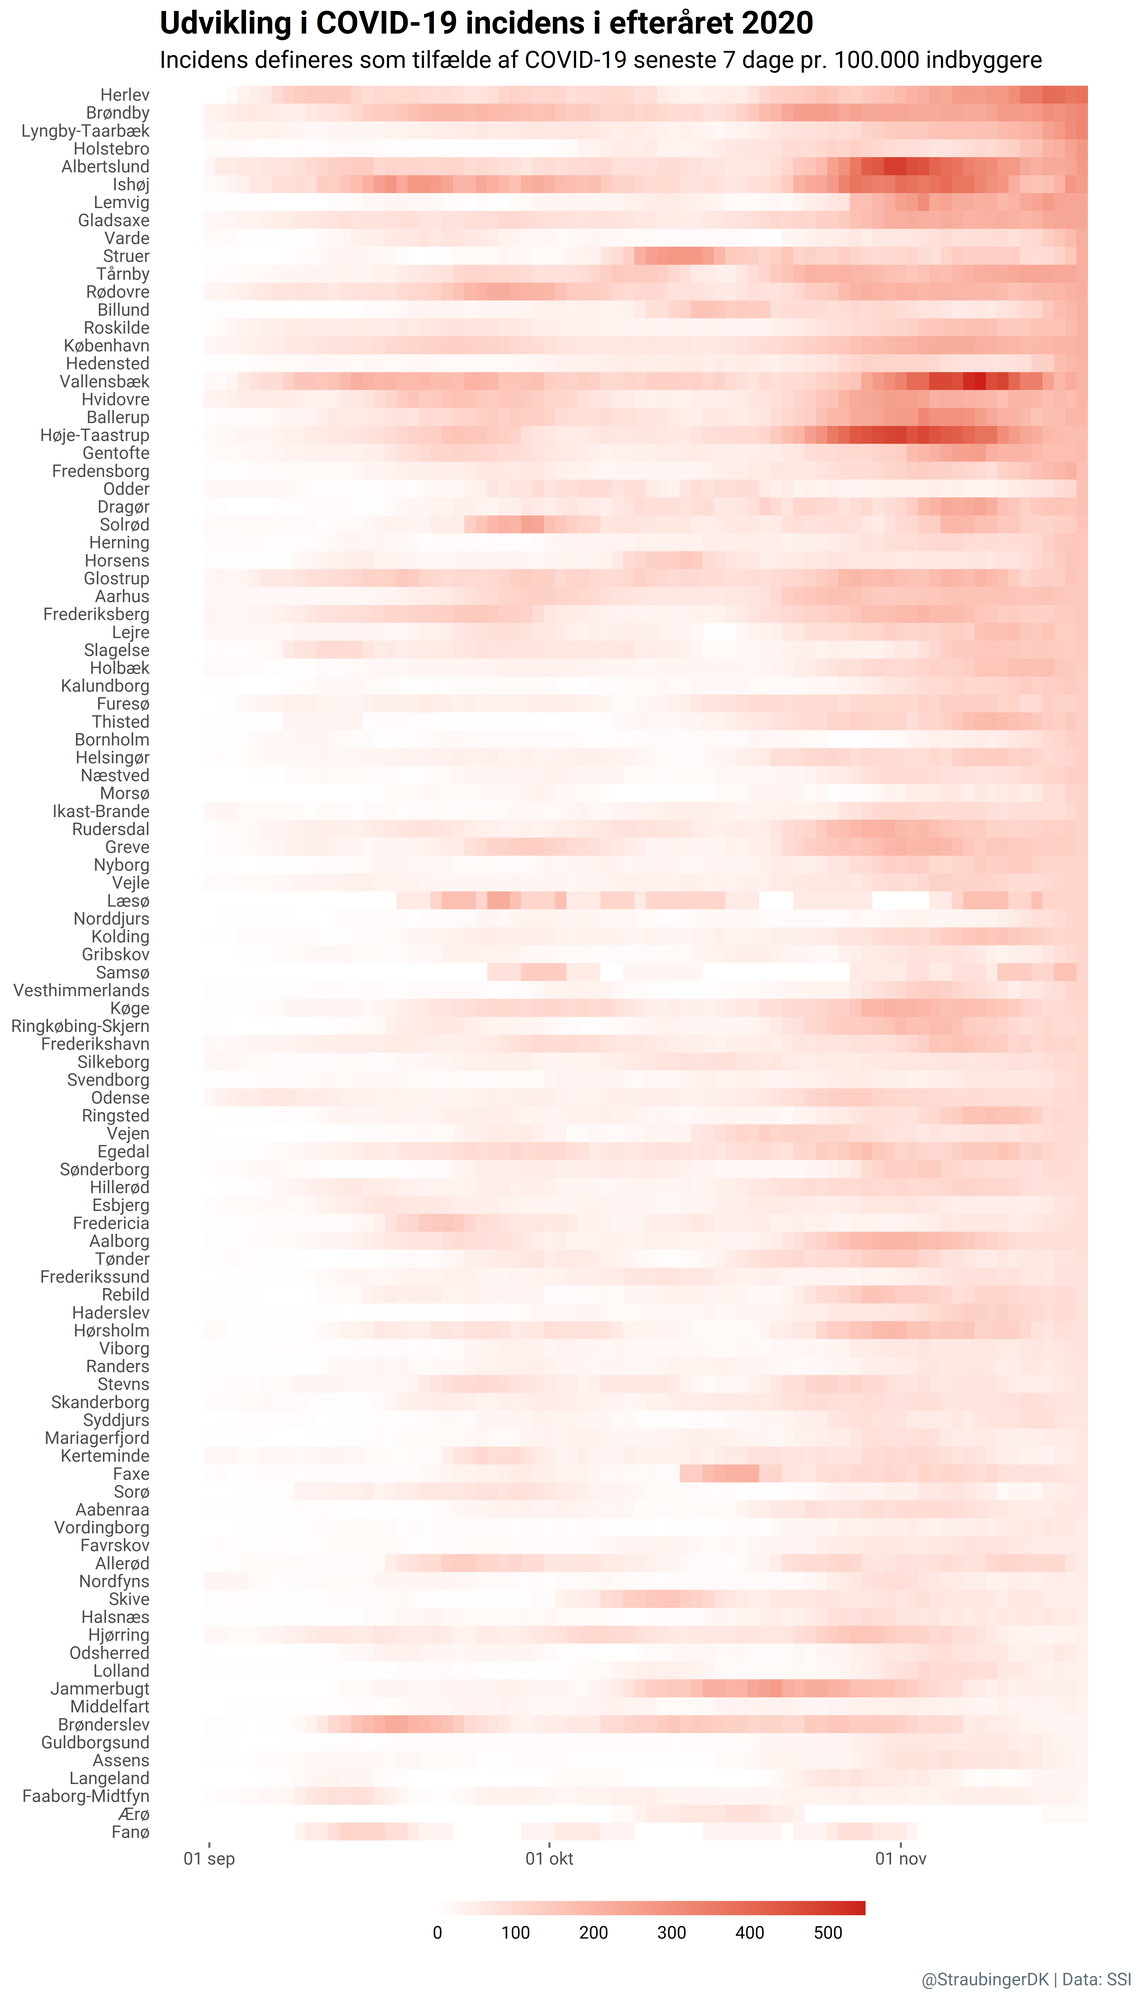 Udvikling i COVID-19 incidens i efteråret 2020
Incidens defineres som tilfælde af COVID-19 seneste 7 dage pr. 100.000 indbyggere
Herlev
Brøndby
Lyngby-Taarbæk
Holstebro
Albertslund
Ishøj
Lemvig
Gladsaxe
Varde
Struer
Tårnby
Rødovre
Billund
Roskilde
København
Hedensted
Vallensbæk
Hvidovre
Ballerup
Høje-Taastrup
Gentofte
Fredensborg
Odder
Dragør
Solrød
Herning
Horsens
Glostrup
Aarhus
Frederiksberg
Lejre
Slagelse
Holbæk
Kalundborg
Furesø
Thisted
Bornholm
Helsingør
Næstved
Morsø
Ikast-Brande
Rudersdal
Greve
Nyborg
Vejle
Læsø
Norddjurs
Kolding
Gribskov
Samsø
Vesthimmerlands
Køge
Ringkøbing-Skjern
Frederikshavn
Silkeborg
Svendborg
Odense
Ringsted
Vejen
Egedal
Sønderborg
Hillerød
Esbjerg
Fredericia
Aalborg
Tønder
Frederikssund
Rebild
Haderslev
Hørsholm
Viborg
Randers
Stevns
Skanderborg
Syddjurs
Mariagerfjord
Kerteminde
Faxe
Sorø
Aabenraa
Vordingborg
Favrskov
Allerød
Nordfyns
Skive
Halsnæs
Hjørring
Odsherred
Lolland
Jammerbugt
Middelfart
Brønderslev
Guldborgsund
Assens
Langeland
Faaborg-Midtfyn
Ærø
Fanø
01 sep 01 okt 01 nov
0 100 200 300 400 500
@StraubingerDK | Data: SSI